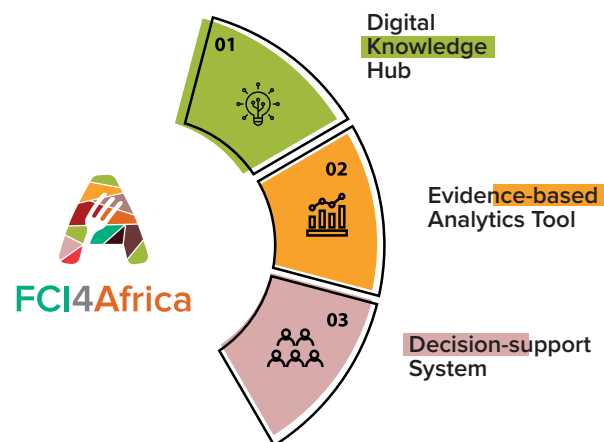 01
Digital
Knowledge
Hub
02
Evidence-based
Analytics Tool
FCI4Africa
03
Decision-support
System